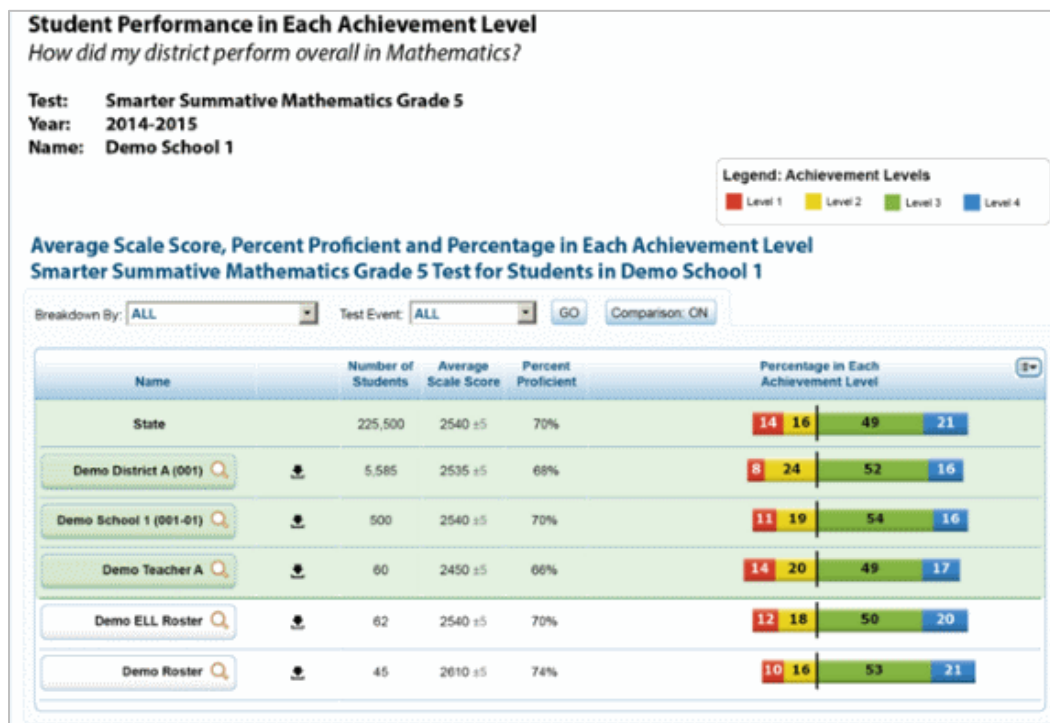 Student Performance in Each Achievement Level
How did my district perform overall in Mathematics?
Test: Smarter Summative Mathematics Grade 5
Year: 2014-2015
Name: Demo School 1
Legend: Achievement Levels
Level 1 Level 2 Level 3 Level 4
Average Scale Score, Percent Proficient and Percentage in Each Achievement Level
Smarter Summative Mathematics Grade 5 Test for Students in Demo School 1
Breakdown By: ALL Test Event: ALL GO Comparison: ON
Name Number of Students Average Scale Score Percent Proficient Percentage in Each Achievement Level
State 225,500 2540 ±5 70% 14 16 49 21
Demo District A (001) 5,585 2535 ±5 68% 8 24 52 16
Demo School 1 (001-01) 500 2540 ±5 70% 11 19 54 16
Demo Teacher A 60 2450 ±5 66% 14 20 49 17
Demo ELL Roster 62 2540 ±5 70% 12 18 50 20
Demo Roster 45 2610 ±5 74% 10 16 53 21